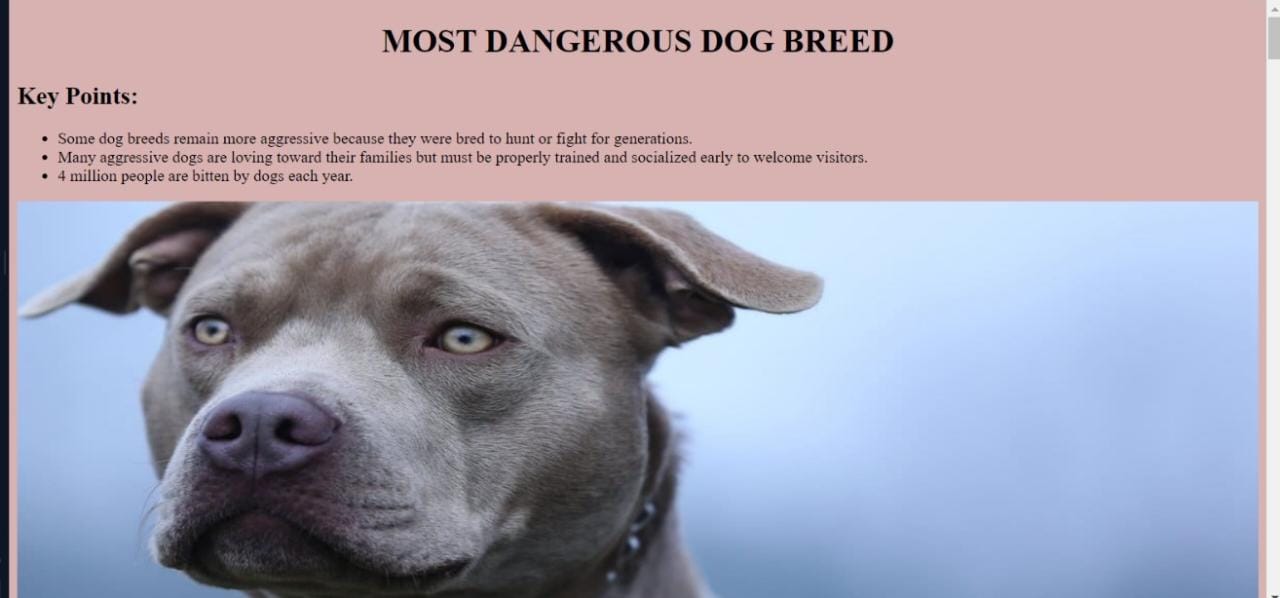 MOST DANGEROUS DOG BREED
Key Points:
Some dog breeds remain more aggressive because they were bred to hunt or fight for generations.
Many aggressive dogs are loving toward their families but must be properly trained and socialized early to welcome visitors.
4 million people are bitten by dogs each year.